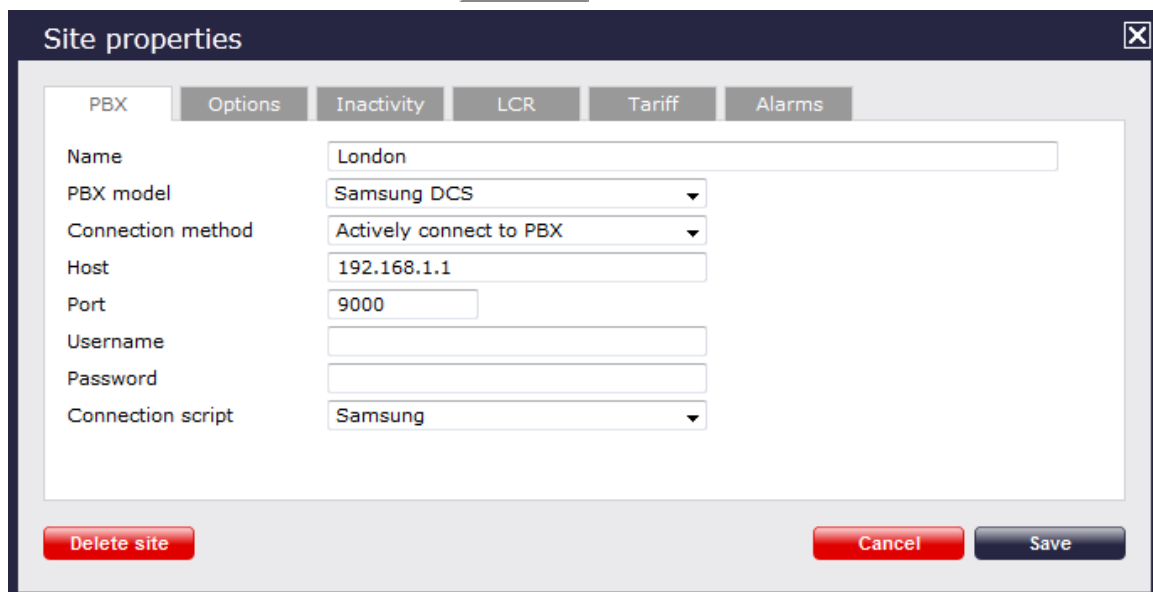 Site properties
PBX Options Inactivity LCR Tariff Alarms
Name London
PBX model Samsung DCS
Connection method Actively connect to PBX
Host 192.168.1.1
Port 9000
Username
Password
Connection script Samsung
Delete site Cancel Save